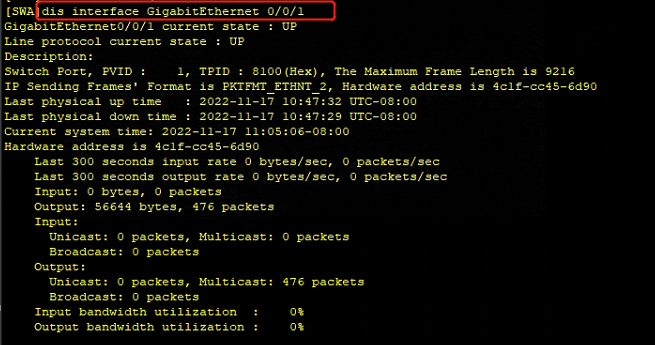 [SWA]dis interface GigabitEthernet 0/0/1
GigabitEthernet0/0/1 current state : UP
Line protocol current state : UP
Description:
Switch Port, PVID :    1, TPID : 8100(Hex), The Maximum Frame Length is 9216
IP Sending Frames' Format is PKTFMT_ETHNT_2, Hardware address is 4c1f-cc45-6d90
Last physical up time   : 2022-11-17 10:47:32 UTC-08:00
Last physical down time : 2022-11-17 10:47:29 UTC-08:00
Current system time: 2022-11-17 11:05:06-08:00
Hardware address is 4c1f-cc45-6d90
    Last 300 seconds input rate 0 bytes/sec, 0 packets/sec
    Last 300 seconds output rate 0 bytes/sec, 0 packets/sec
    Input: 0 bytes, 0 packets
    Output: 56644 bytes, 476 packets
    Input:
      Unicast: 0 packets, Multicast: 0 packets
      Broadcast: 0 packets
    Output:
      Unicast: 0 packets, Multicast: 476 packets
      Broadcast: 0 packets
    Input bandwidth utilization  :    0%
    Output bandwidth utilization :    0%